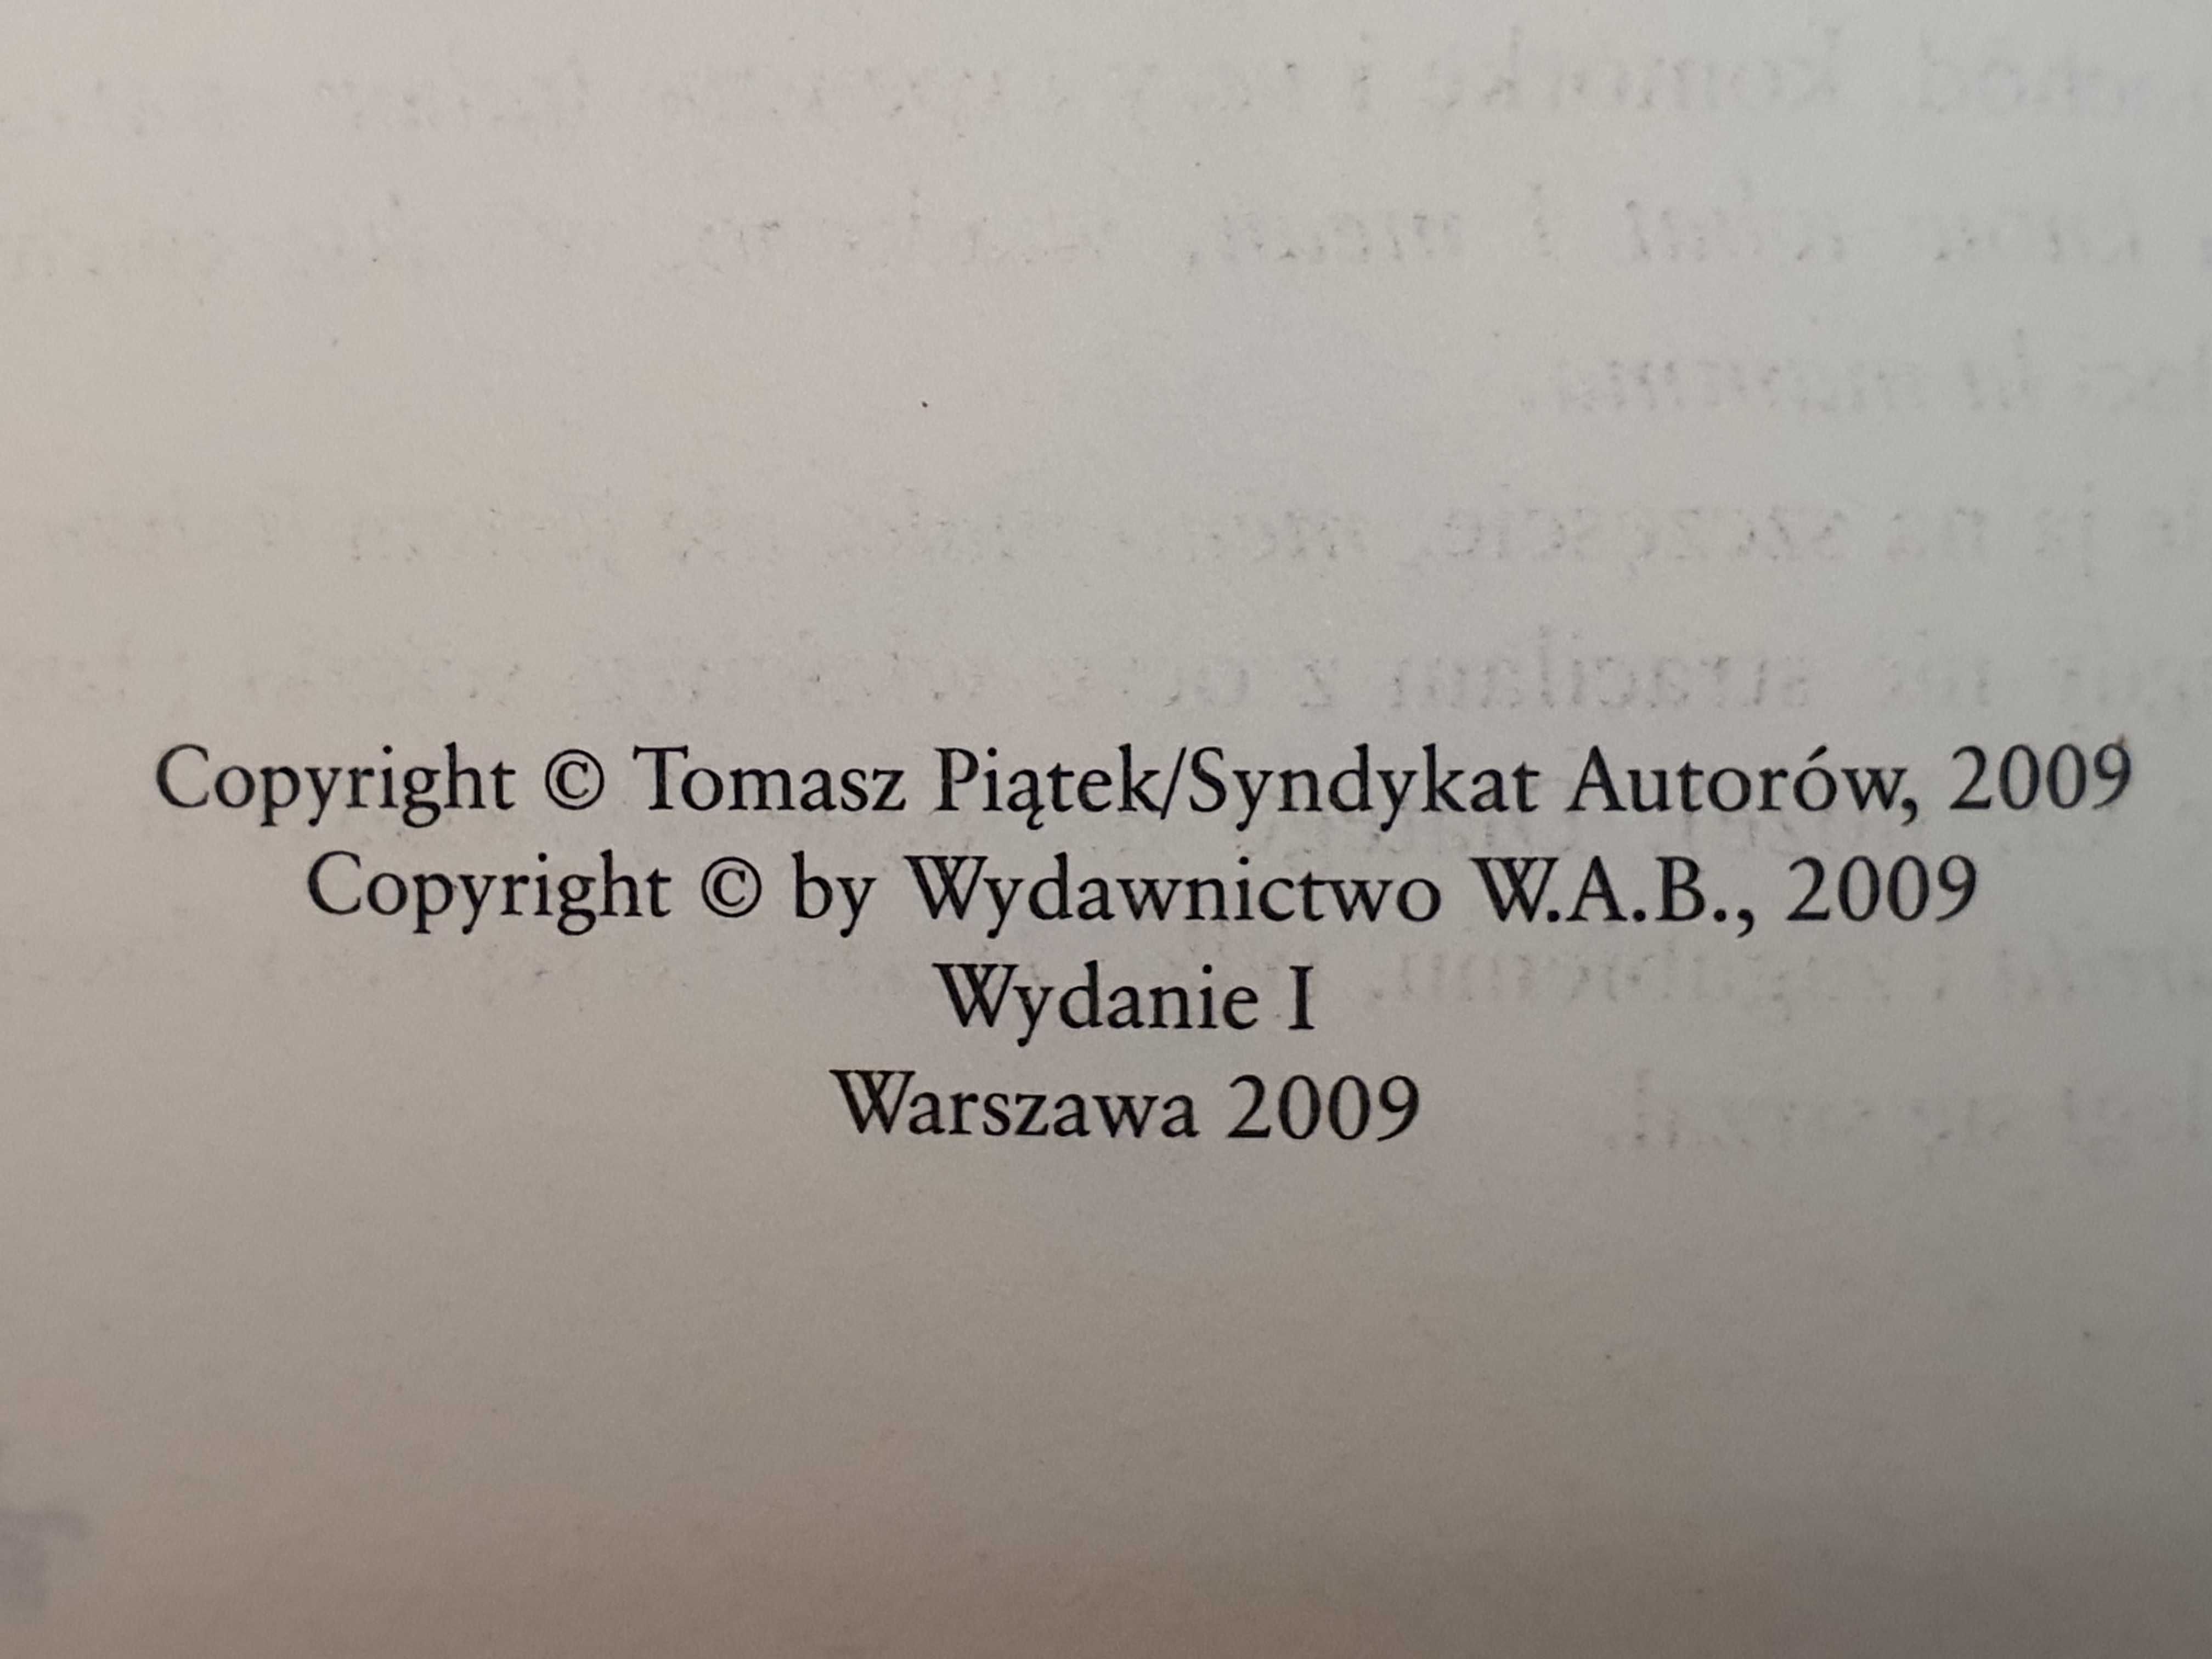 Copyright © Tomasz Piątek/Syndykat Autorów, 2009
Copyright © by Wydawnictwo W.A.B., 2009
Wydanie I
Warszawa 2009